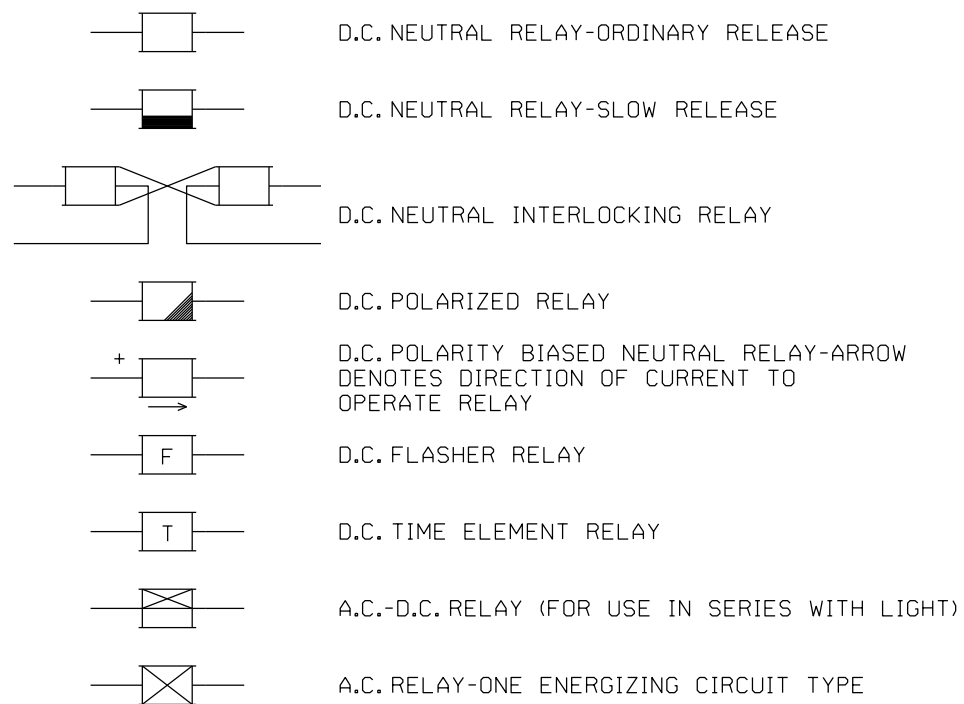 D.C. NEUTRAL RELAY-ORDINARY RELEASE
D.C. NEUTRAL RELAY-SLOW RELEASE
D.C. NEUTRAL INTERLOCKING RELAY
D.C. POLARIZED RELAY
+
D.C. POLARITY BIASED NEUTRAL RELAY-ARROW
DENOTES DIRECTION OF CURRENT TO
OPERATE RELAY
F D.C. FLASHER RELAY
T D.C. TIME ELEMENT RELAY
A.C.-D.C. RELAY (FOR USE IN SERIES WITH LIGHT)
A.C. RELAY-ONE ENERGIZING CIRCUIT TYPE